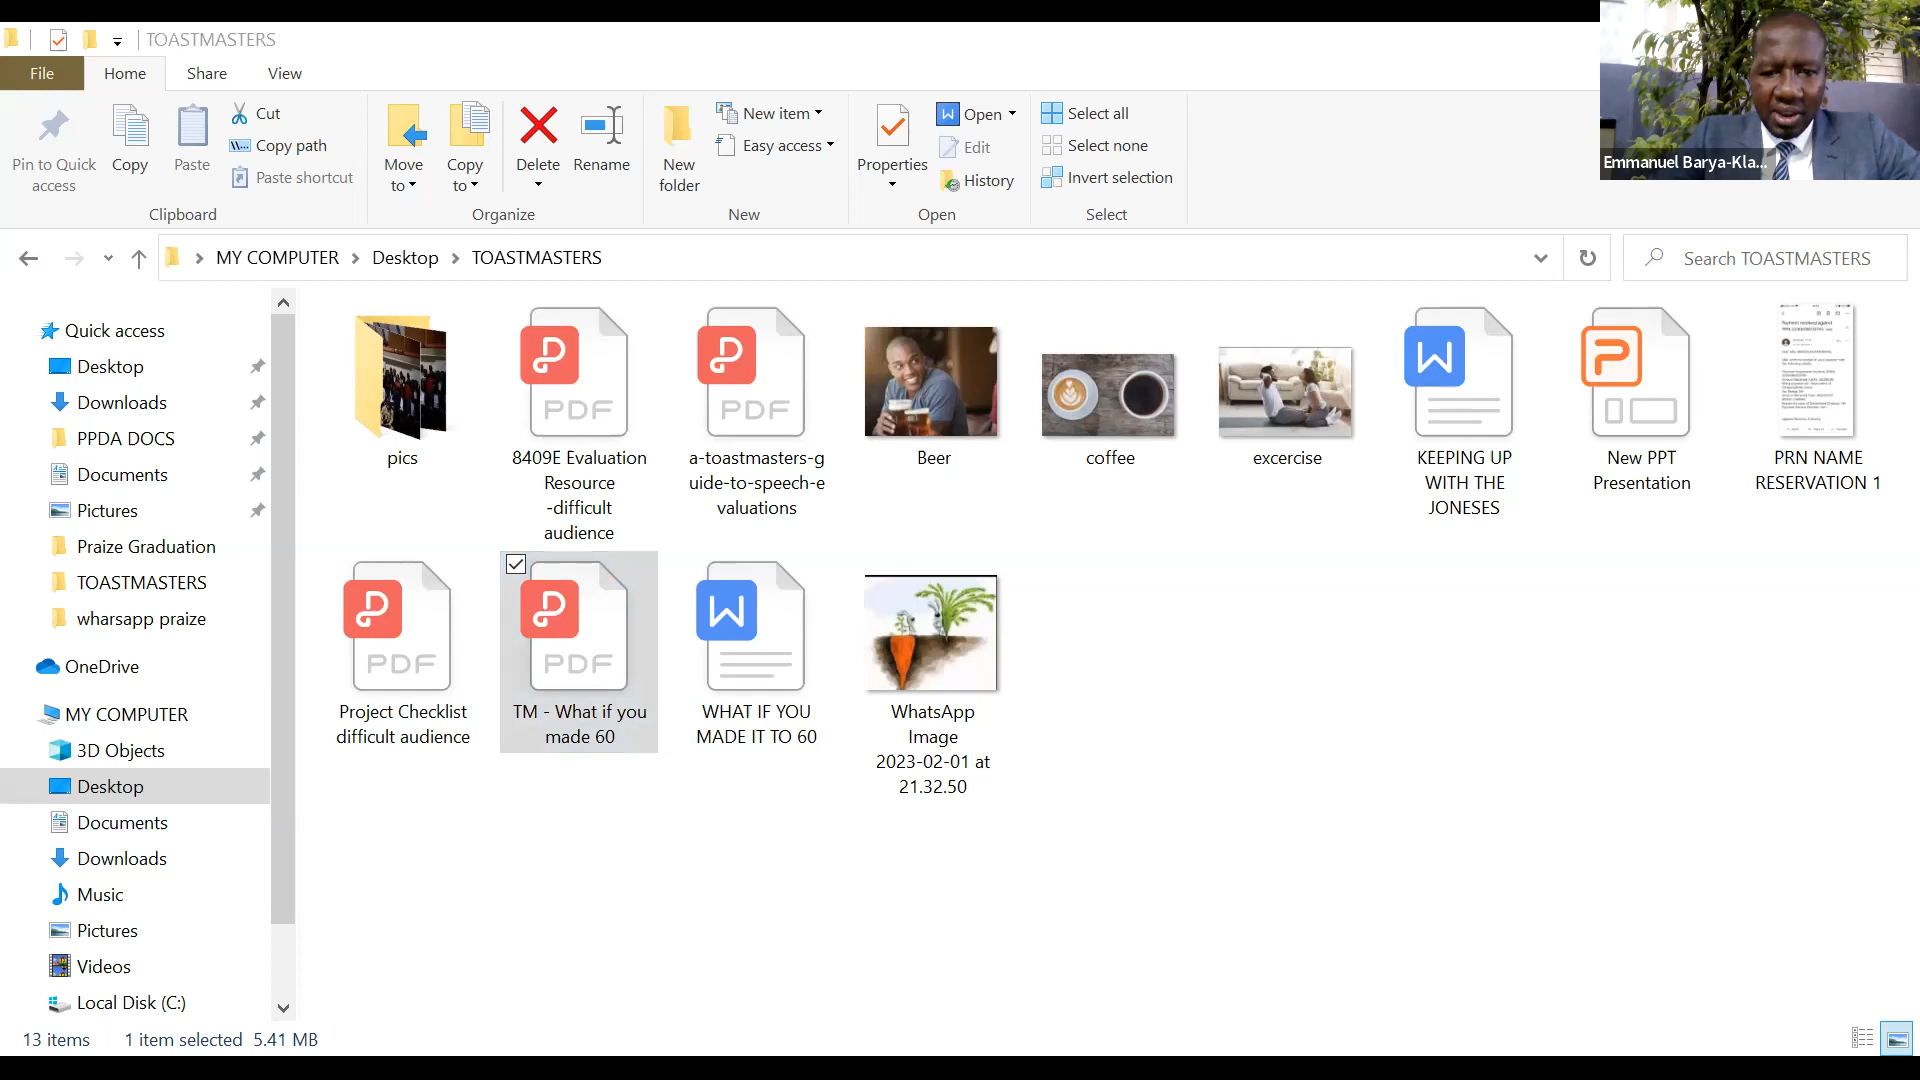 TOASTMASTERS
File
Home
Share
View
Pin to Quick
access
Copy
Paste
Cut
Copy path
Paste shortcut
Clipboard
Move
to
Copy
to
Delete
Rename
Organize
New
folder
New item
Easy access
New
Properties
Open
Edit
History
Open
Select all
Select none
Invert selection
Select
Emmanuel Barya-Kla...
MY COMPUTER
Desktop
TOASTMASTERS
Search TOASTMASTERS
Quick access
Desktop
Downloads
PPDA DOCS
Documents
Pictures
Praize Graduation
TOASTMASTERS
wharsapp praize
OneDrive
MY COMPUTER
3D Objects
Desktop
Documents
Downloads
Music
Pictures
Videos
Local Disk (C:)
pics
PDF
8409E Evaluation
Resource
-difficult
audience
PDF
a-toastmasters-g
uide-to-speech-e
valuations
Beer
coffee
excercise
W
KEEPING UP
WITH THE
JONESES
P
New PPT
Presentation
PRN NAME
RESERVATION 1
PDF
Project Checklist
difficult audience
PDF
TM - What if you
made 60
W
WHAT IF YOU
MADE IT TO 60
WhatsApp
Image
2023-02-01 at
21.32.50
13 items
1 item selected 5.41 MB